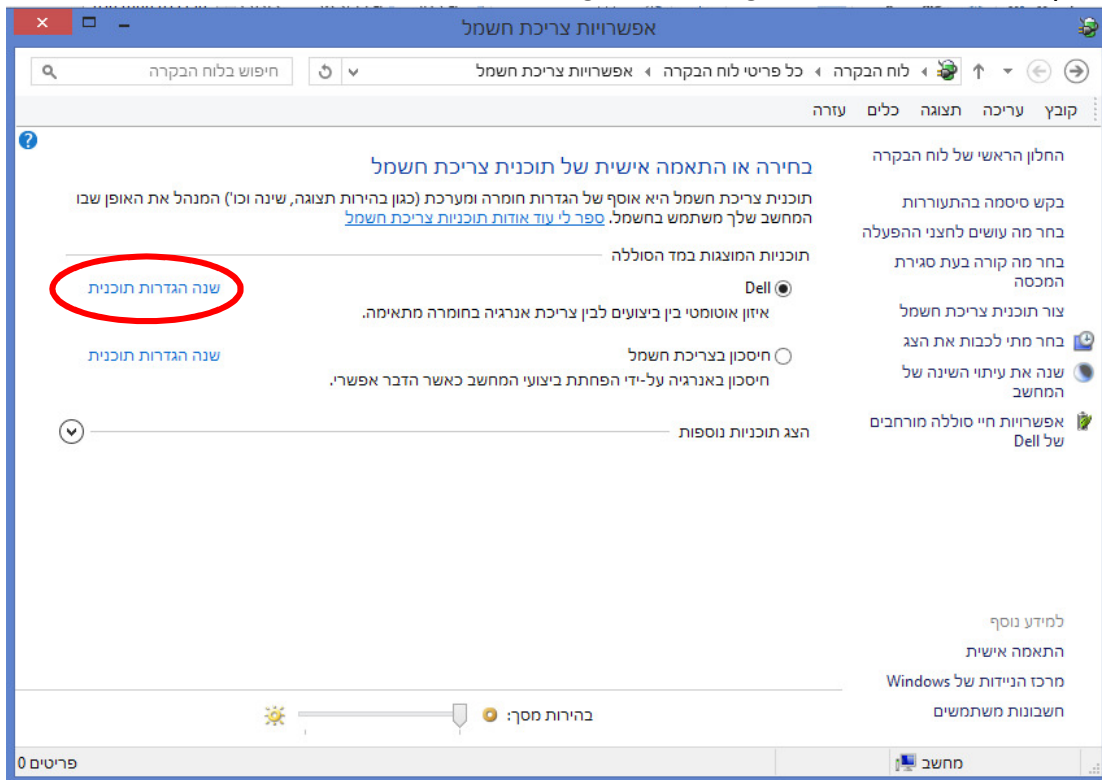 אפשרויות צריכת חשמל
לוח הבקרה
כל פריטי לוח הבקרה
אפשרויות צריכת חשמל
חיפוש בלוח הבקרה
קובץ עריכה תצוגה כלים עזרה
החלון הראשי של לוח הבקרה
בקש סיסמה בהתעוררות
בחר מה עושים לחצני ההפעלה
בחר מה קורה בעת סגירת
המכסה
צור תוכנית צריכת חשמל
בחר מתי לכבות את הצג
שנה את עיתוי השינה של
המחשב
אפשרויות חיי סוללה מורחבים
של Dell
בחירה או התאמה אישית של תוכנית צריכת חשמל
תוכנית צריכת חשמל היא אוסף של הגדרות חומרה ומערכת (כגון בהירות תצוגה, שינה וכו') המנהל את האופן שבו
המחשב שלך משתמש בחשמל. ספר לי עוד אודות תוכניות צריכת חשמל
תוכניות המוצגות במד הסוללה
Dell שנה הגדרות תוכנית
איזון אוטומטי בין ביצועים לבין צריכת אנרגיה בחומרה מתאימה.
חיסכון בצריכת חשמל שנה הגדרות תוכנית
חיסכון באנרגיה על-ידי הפחתת ביצועי המחשב כאשר הדבר אפשרי.
הצג תוכניות נוספות
למידע נוסף
התאמה אישית
מרכז הניידות של Windows
חשבונות משתמשים
בהירות מסך:
מחשב
פריטים 0